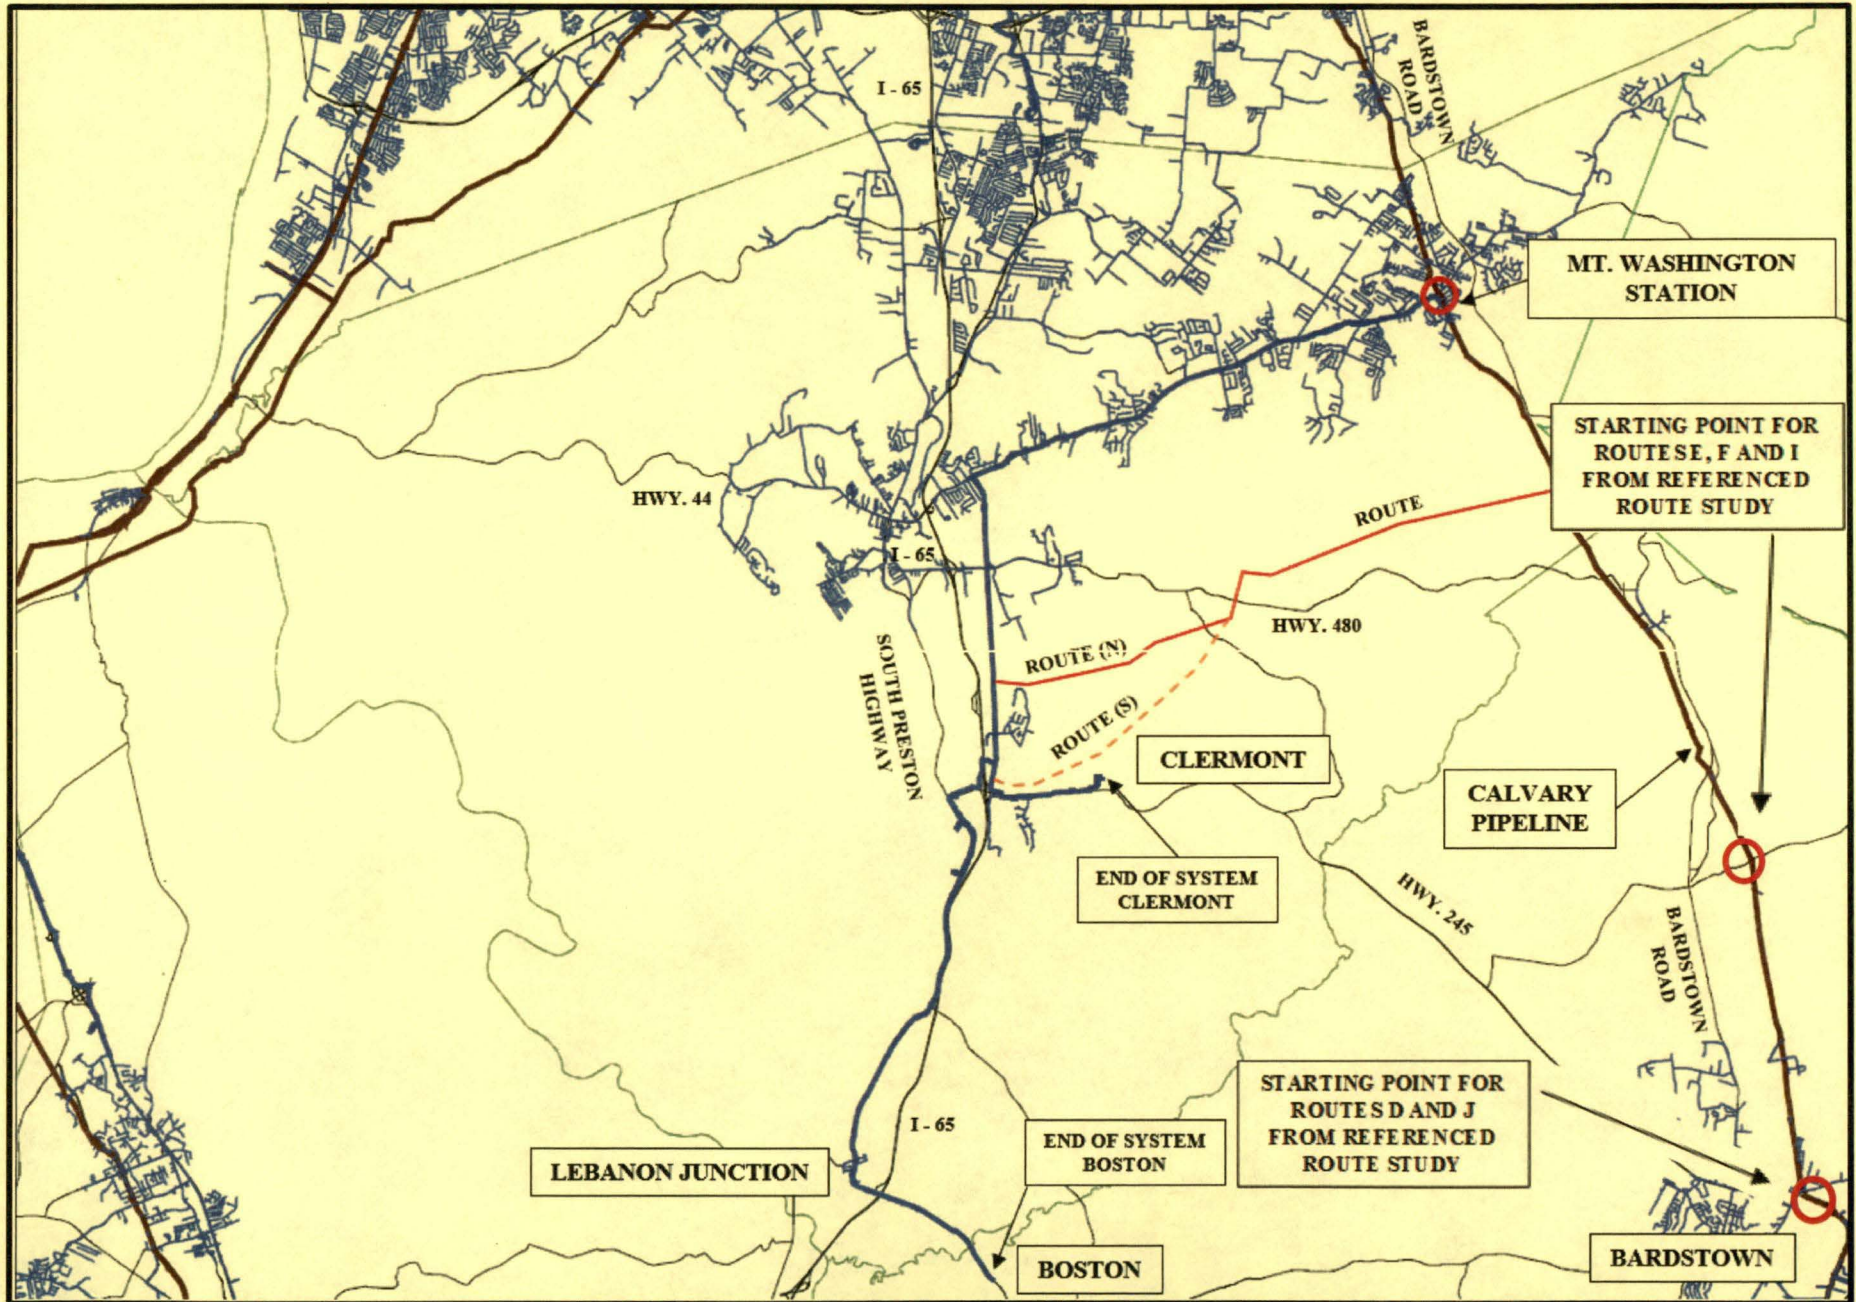 BARDSTOWN
ROAD
I - 65
MT. WASHINGTON
STATION
STARTING POINT FOR
ROUTES E, F AND I
FROM REFERENCED
ROUTE STUDY
HWY. 44
ROUTE
I - 65
HWY. 480
ROUTE (N)
SOUTH PRESTON
HIGHWAY
ROUTE (S)
CLERMONT
CALVARY
PIPELINE
END OF SYSTEM
CLERMONT
HWY. 245
BARDSTOWN
ROAD
STARTING POINT FOR
ROUTES D AND J
FROM REFERENCED
ROUTE STUDY
I - 65
END OF SYSTEM
BOSTON
LEBANON JUNCTION
BOSTON
BARDSTOWN